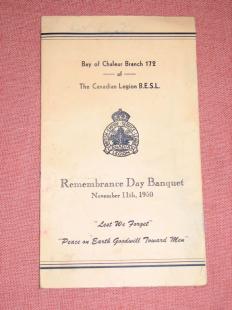 Bay of Chaleur Branch 172
of
The Canadian Legion B.E.S.L.
Remembrance Day Banquet
November 11th, 1950
"Lest We Forget"
"Peace on Earth Goodwill Toward Men"